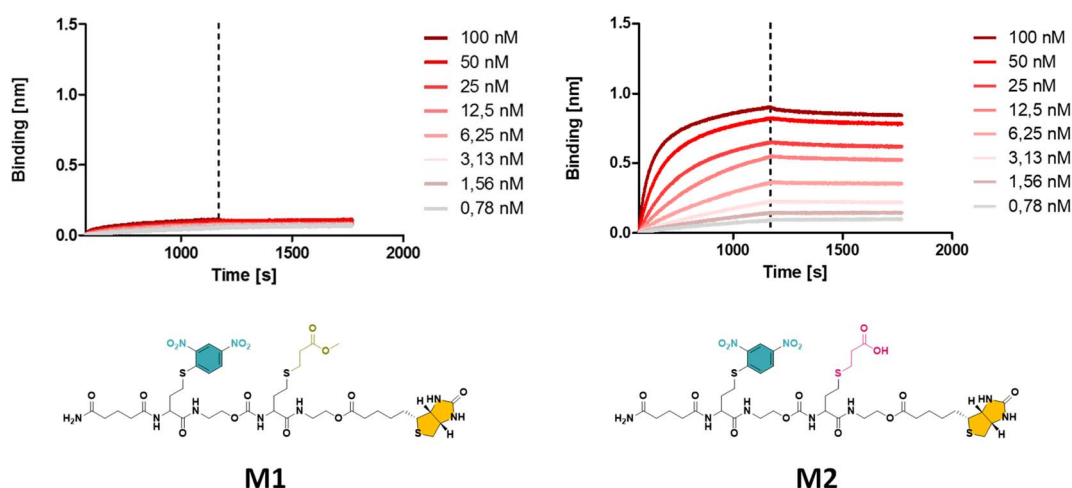 1.5
1.0
0.5
0.0
Binding [nm]
1000
1500
2000
Time [s]
100 nM
50 nM
25 nM
12,5 nM
6,25 nM
3,13 nM
1,56 nM
0,78 nM
1.5
1.0
0.5
0.0
Binding [nm]
1000
1500
2000
Time [s]
100 nM
50 nM
25 nM
12,5 nM
6,25 nM
3,13 nM
1,56 nM
0,78 nM
O₂N NO₂ O
O
S S
O O H O H O
H₂N N N O N N O S H
H O H O H
HN O
NH
M1
O₂N NO₂ O
OH
S S
O O H O H O
H₂N N N O N N O S H
H O H O H
HN O
NH
M2